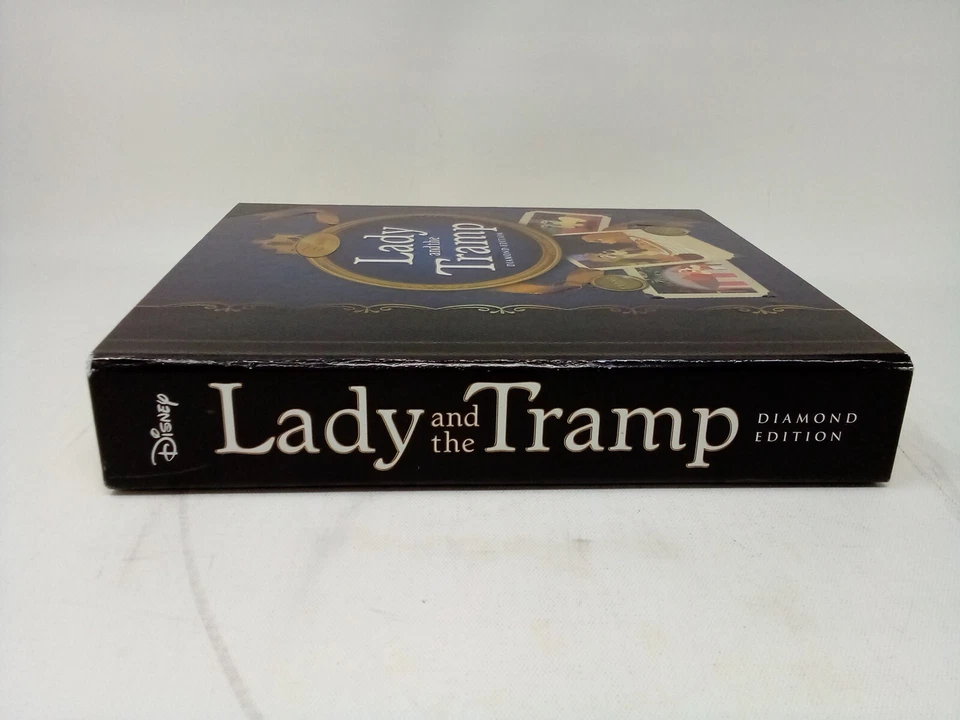 Lady
and the
Tramp
DIAMOND EDITION
DISNEY
Lady and the Tramp
DIAMOND
EDITION